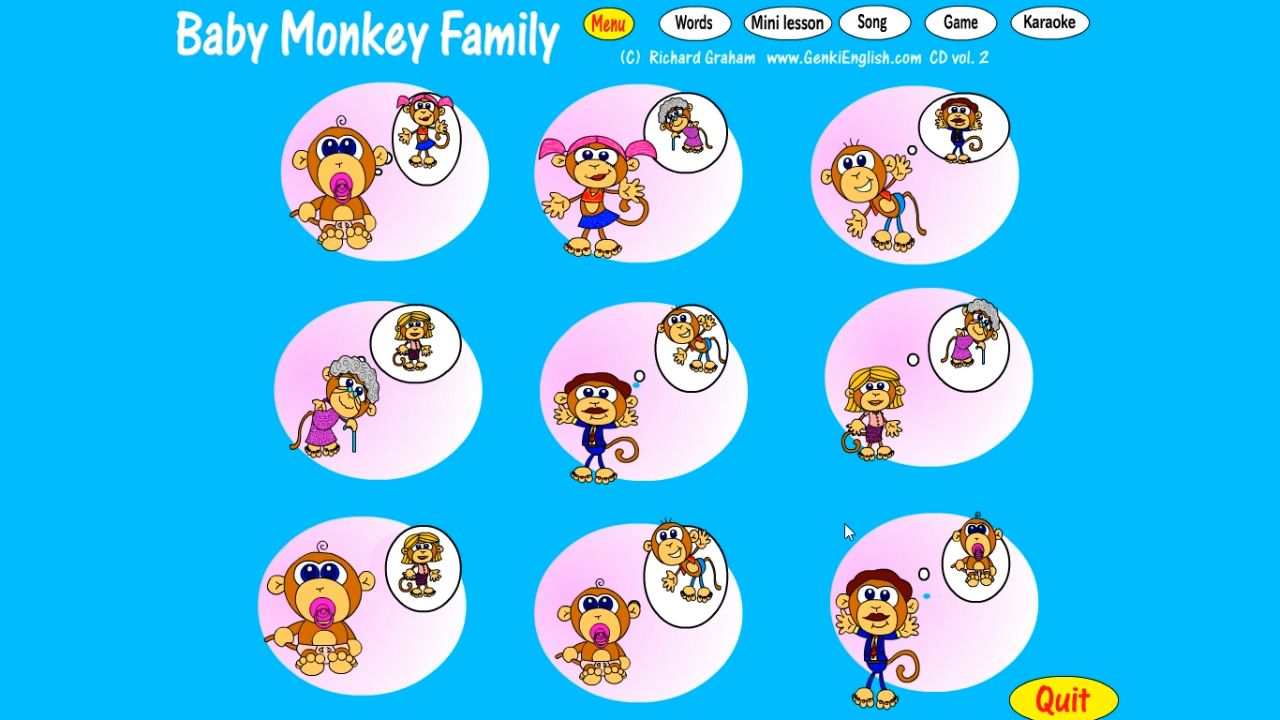 Baby Monkey Family
Menu
Words
Mini lesson
Song
Game
Karaoke
(C) Richard Graham www.GenkiEnglish.com CD vol. 2
Quit